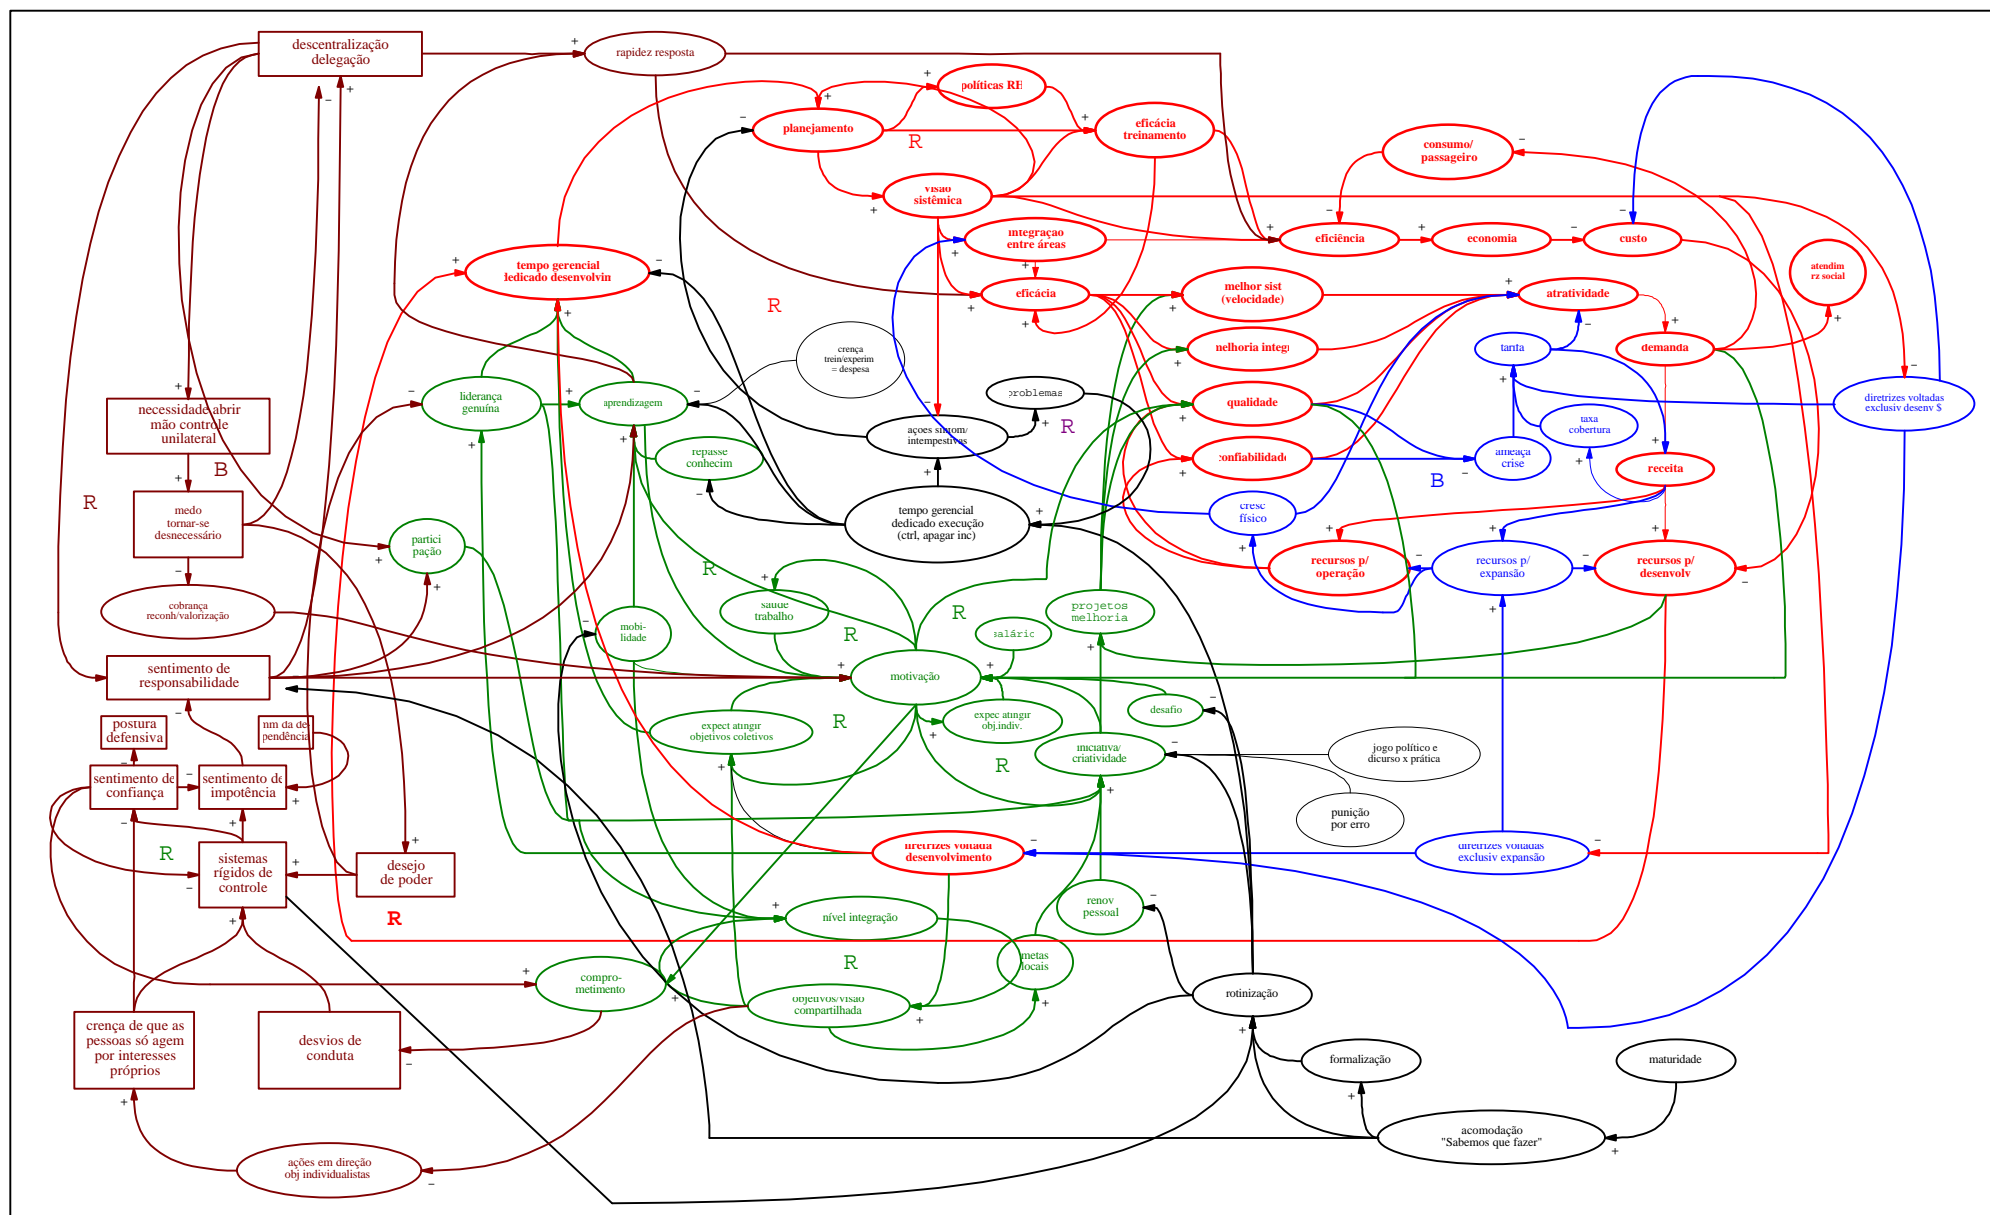 descentralização
delegação
rapidez resposta
políticas RH
planejamento
R
eficácia
treinamento
consumo/
passageiro
visão
sistêmica
integração
entre áreas
eficiência
economia
custo
tempo gerencial
dedicado desenvolvim
eficácia
melhor sist
(velocidade)
atratividade
atendim
rz social
R
crença
trein/experim
= despesa
melhoria integr
tarifa
demanda
necessidade abrir
mão controle
unilateral
liderança
genuína
aprendizagem
problemas
qualidade
diretrizes voltadas
exclusiv desenv $
taxa
cobertura
ações sintom/
intempestivas
R
repasse
conhecim
confiabilidade
ameaça
crise
receita
B
B
R
medo
tornar-se
desnecessário
tempo gerencial
dedicado execução
(ctrl, apagar inc)
cresc
físico
partici
pação
recursos p/
operação
recursos p/
expansão
recursos p/
desenvolv
R
cobrança
reconh/valorização
saúde
trabalho
R
projetos
melhoria
mobi-
lidade
R
salário
sentimento de
responsabilidade
motivação
postura
defensiva
pendência
expect atingir
objetivos coletivos
R
expec atingir
obj.indiv.
desafio
iniciativa/
criatividade
jogo político e
dicurso x prática
R
sentimento de
confiança
sentimento de
impotência
punição
por erro
R
sistemas
rígidos de
controle
desejo
de poder
diretrizes voltada
desenvolvimento
diretrizes voltadas
exclusiv expansão
R
nível integração
renov
pessoal
R
metas
locais
compro-
metimento
objetivos/visão
compartilhada
rotinização
crença de que as
pessoas só agem
por interesses
próprios
desvios de
conduta
formalização
maturidade
acomodação
"Sabemos que fazer"
ações em direção
obj individualistas